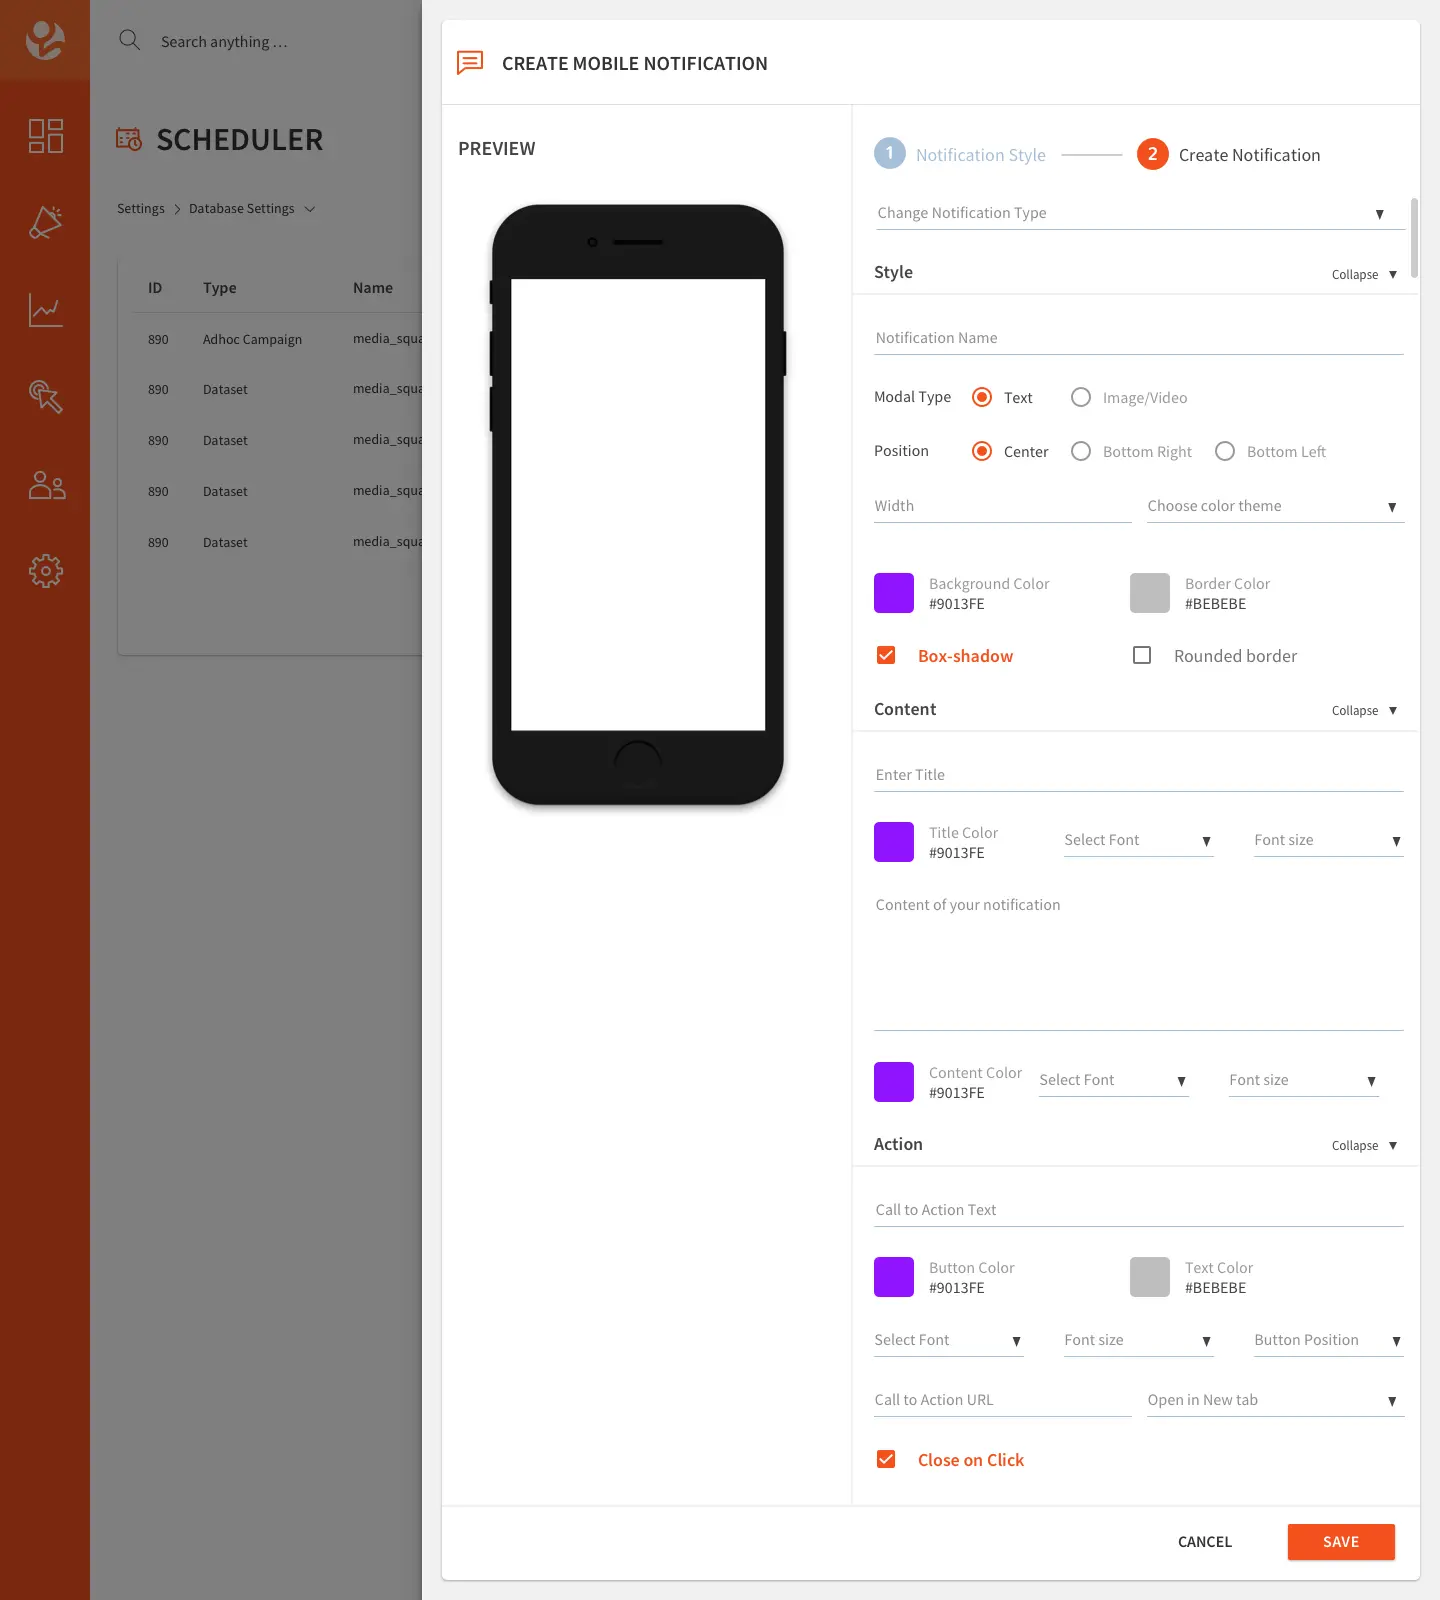 Search anything ...
SCHEDULER
Settings > Database Settings
ID Type Name
890 Adhoc Campaign media_squa
890 Dataset media_squa
890 Dataset media_squa
890 Dataset media_squa
890 Dataset media_squa
CREATE MOBILE NOTIFICATION
PREVIEW
1 Notification Style 2 Create Notification
Change Notification Type
Style Collapse
Notification Name
Modal Type Text Image/Video
Position Center Bottom Right Bottom Left
Width Choose color theme
Background Color Border Color
#9013FE #BEBEBE
Box-shadow Rounded border
Content Collapse
Enter Title
Title Color Select Font Font size
#9013FE
Content of your notification
Content Color Select Font Font size
#9013FE
Action Collapse
Call to Action Text
Button Color Text Color
#9013FE #BEBEBE
Select Font Font size Button Position
Call to Action URL Open in New tab
Close on Click
CANCEL SAVE